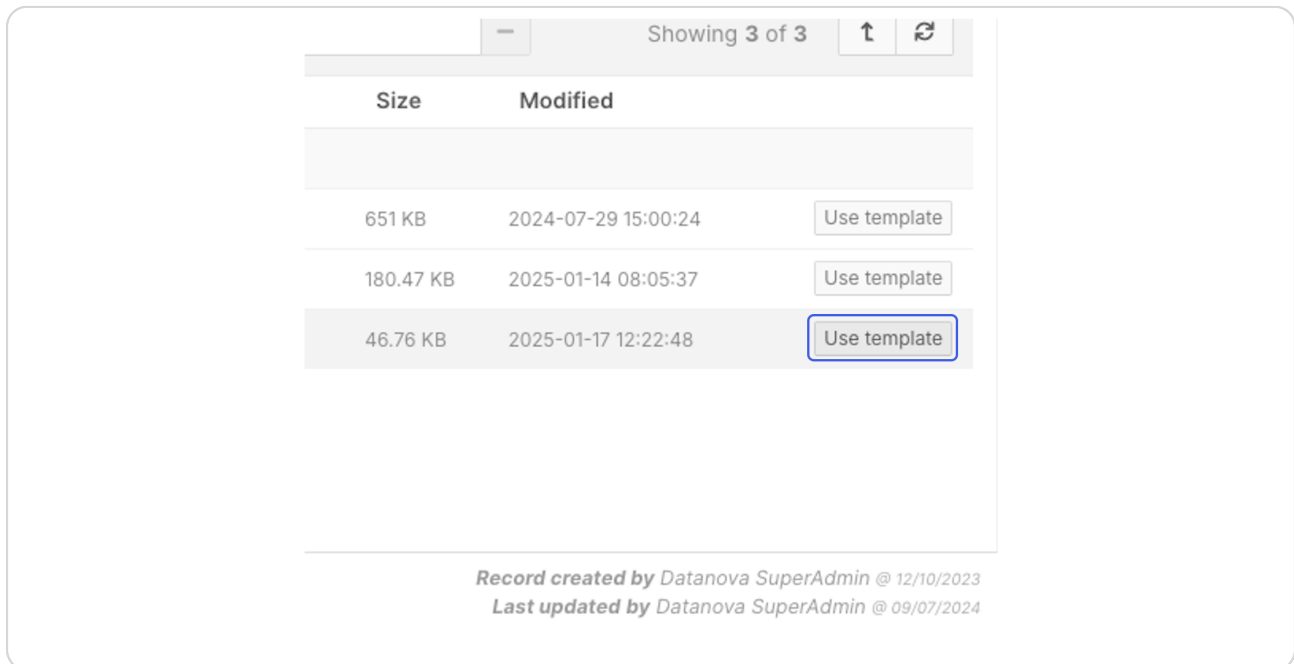 Showing 3 of 3
Size Modified
651 KB 2024-07-29 15:00:24 Use template
180.47 KB 2025-01-14 08:05:37 Use template
46.76 KB 2025-01-17 12:22:48 Use template
Record created by Datanova SuperAdmin @ 12/10/2023
Last updated by Datanova SuperAdmin @ 09/07/2024